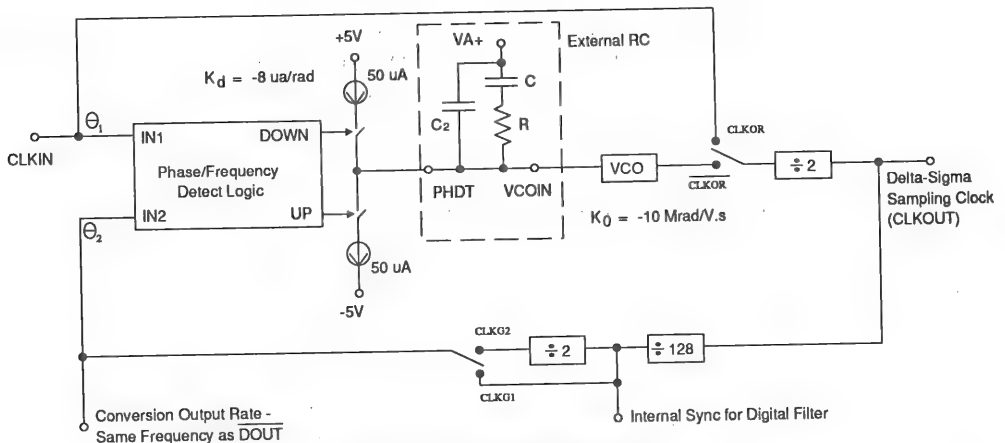 +5V
VA+
External RC
K_d = -8 ua/rad
50 uA
C
θ1
C2
R
IN1
DOWN
CLKOR
CLKIN
Phase/Frequency
Detect Logic
PHDT
VCOIN
VCO
÷ 2
CLKOR
Delta-Sigma
Sampling Clock
(CLKOUT)
IN2
UP
K_0 = -10 Mrad/V.s
θ2
50 uA
-5V
CLKG2
÷ 2
÷ 128
CLKG1
Conversion Output Rate -
Same Frequency as DOUT
Internal Sync for Digital Filter